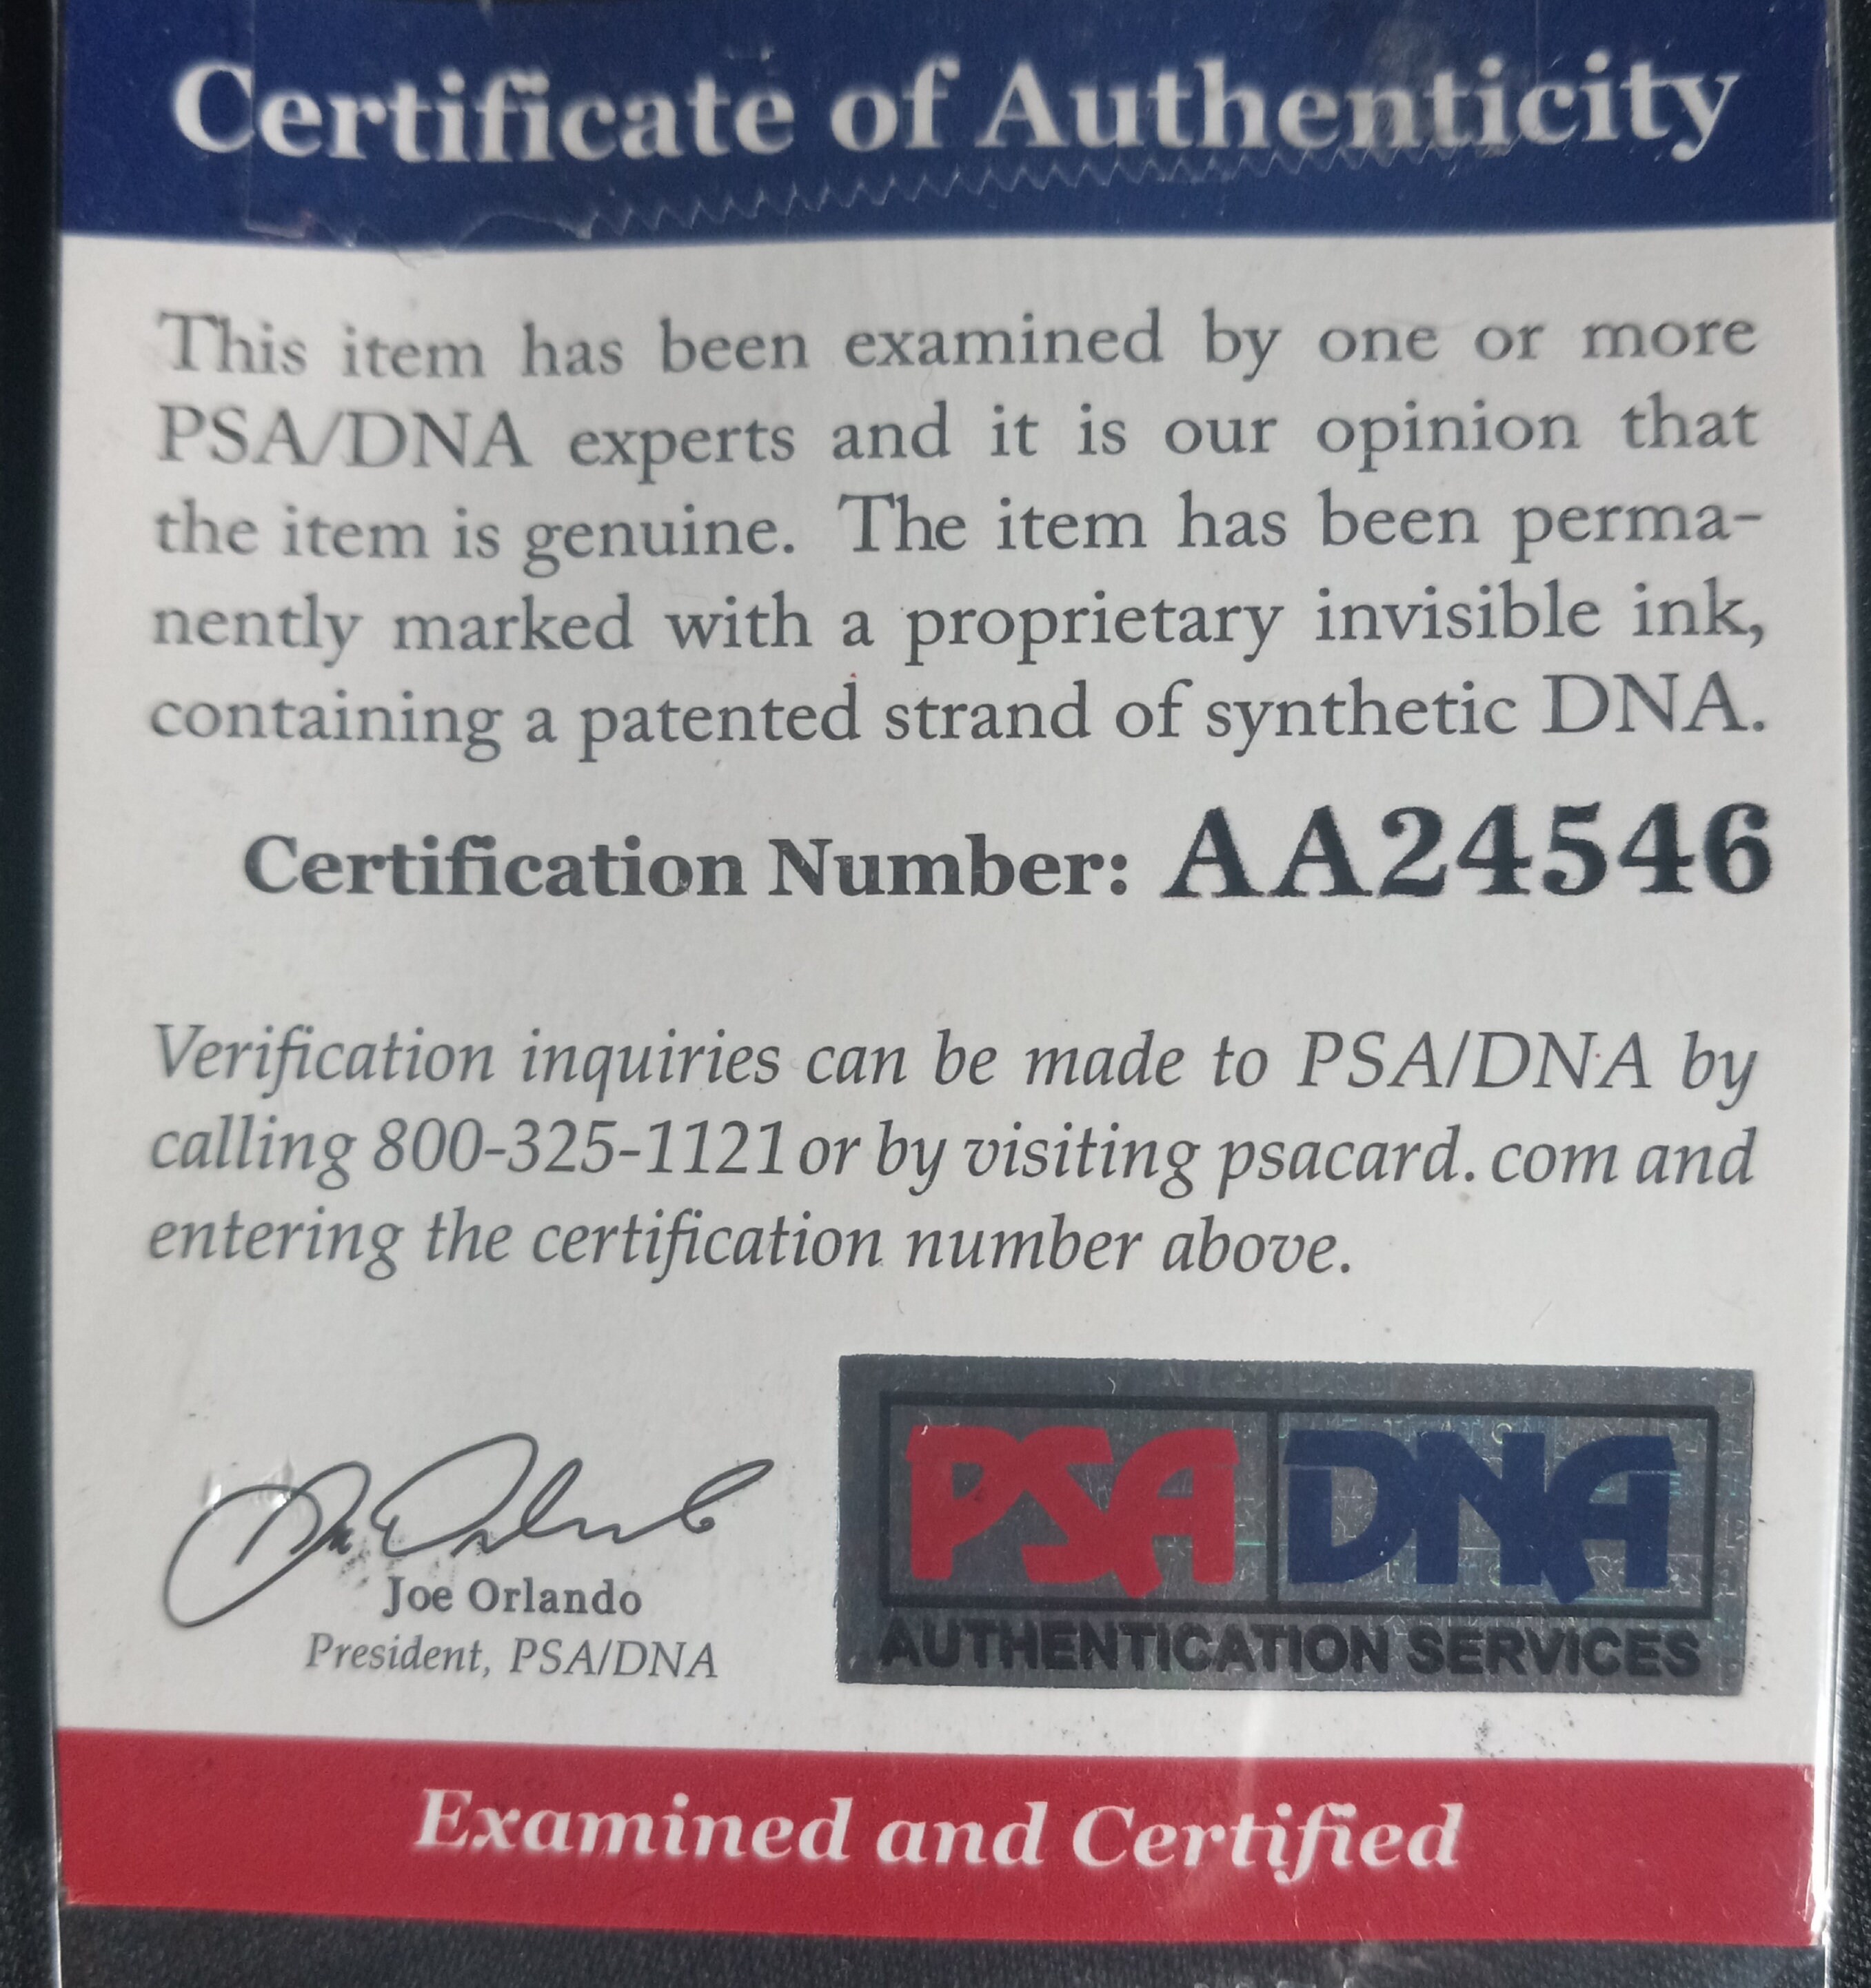 Certificate of Authenticity
This item has been examined by one or more
PSA/DNA experts and it is our opinion that
the item is genuine. The item has been perma-
nently marked with a proprietary invisible ink,
containing a patented strand of synthetic DNA.
Certification Number: AA24546
Verification inquiries can be made to PSA/DNA by
calling 800-325-1121 or by visiting psacard.com and
entering the certification number above.
Joe Orlando
President, PSA/DNA
PSA DNA
AUTHENTICATION SERVICES
Examined and Certified